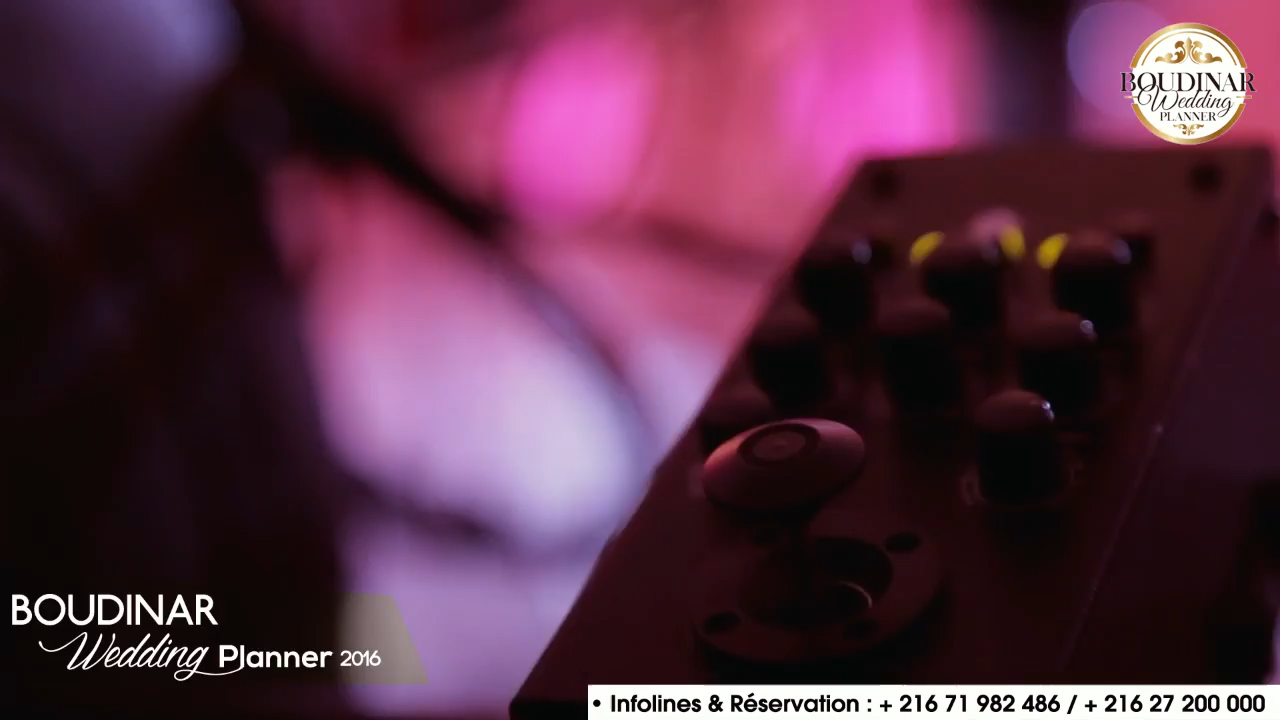 BOUDINAR
Wedding
PLANNER
BOUDINAR
Wedding Planner 2016
• Infolines & Réservation : + 216 71 982 486 / + 216 27 200 000